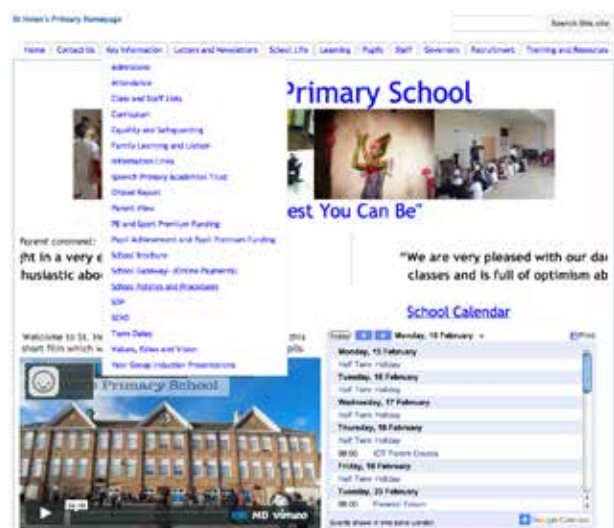 St Helen's Primary Homepage
Search this site
Home Contact Us Key Information Letters and Newsletters School Life Learning Pupils Staff Governors Recruitment Training and Resources
Admissions
Attendance
Class and Staff Lists
Curriculum
Equality and Safeguarding
Family Learning and Liaison
Information Links
Ipswich Primary Academies Trust
Ofsted Report
Parent View
PE and Sport Premium Funding
Pupil Achievement and Pupil Premium Funding
School Brochure
School Gateway- (Online Payments)
School Policies and Procedures
SDP
SEND
Term Dates
Values, Ethos and Vision
Year Group Induction Presentations
Primary School
est You Can Be"
Parent comment:
ht in a very e
husiastic abo
"We are very pleased with our dau
classes and is full of optimism ab
School Calendar
Welcome to St. He
this
short film which w
pils.
Primary School
HD vimeo
Today Monday, 15 February
Print
Monday, 15 February
Half Term Holiday
Tuesday, 16 February
Half Term Holiday
Wednesday, 17 February
Half Term Holiday
Thursday, 18 February
Half Term Holiday
09:00 ICT Parent Course
Friday, 19 February
Half Term Holiday
Tuesday, 23 February
09:00 Parents' Forum
Events shown in time zone: London
Google Calendar